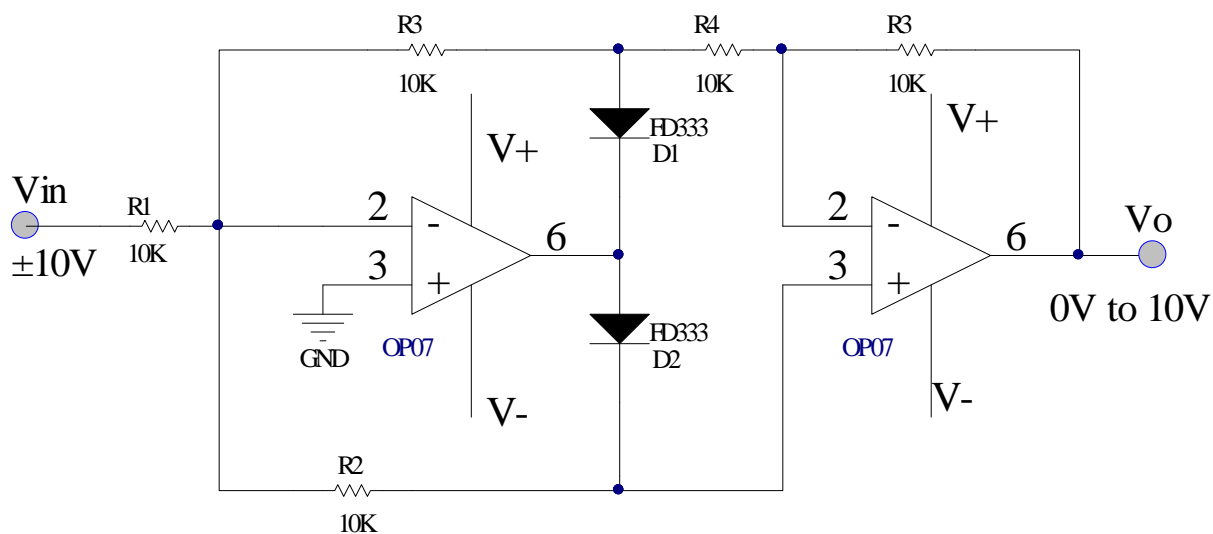 R3
R4
R3
10K
10K
10K
V+
FD333
D1
V+
Vin
R1
10K
±10V
2
3
-
+
6
2
3
-
+
6
Vo
0V to 10V
GND
OP07
FD333
D2
OP07
V-
V-
R2
10K